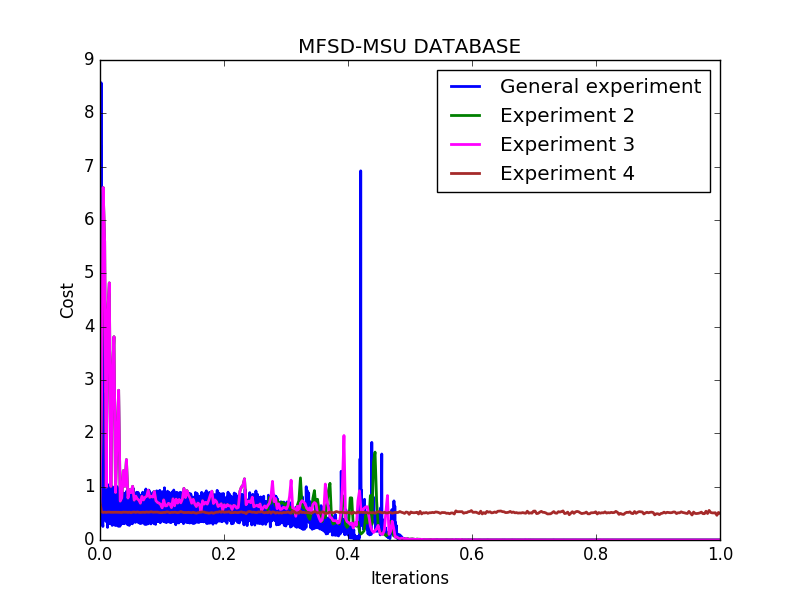 MFSD-MSU DATABASE
General experiment
Experiment 2
Experiment 3
Experiment 4
Cost
9
8
7
6
5
4
3
2
1
0
0.0 0.2 0.4 0.6 0.8 1.0
Iterations